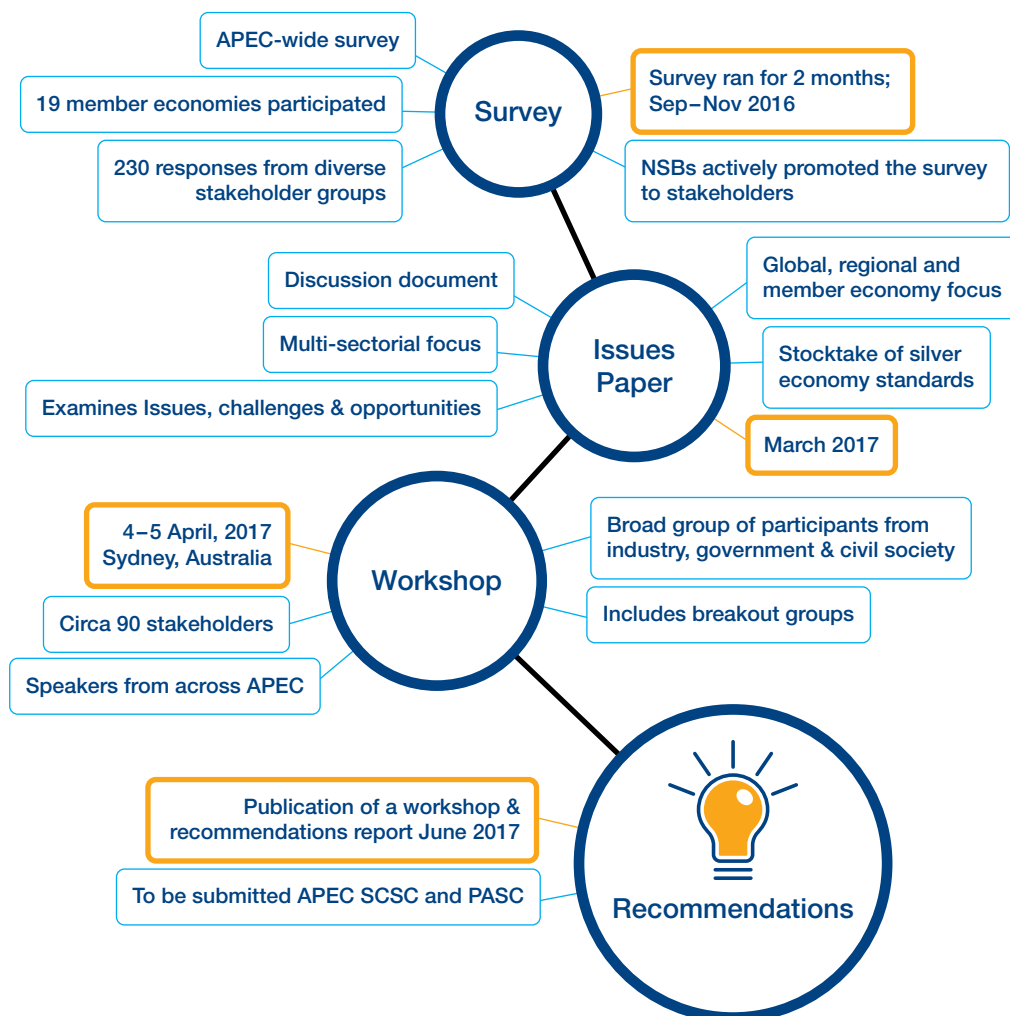 APEC-wide survey
19 member economies participated
230 responses from diverse
stakeholder groups
Survey
Survey ran for 2 months;
Sep–Nov 2016
NSBs actively promoted the survey
to stakeholders
Discussion document
Multi-sectorial focus
Examines Issues, challenges & opportunities
Issues
Paper
Global, regional and
member economy focus
Stocktake of silver
economy standards
March 2017
4–5 April, 2017
Sydney, Australia
Circa 90 stakeholders
Speakers from across APEC
Workshop
Broad group of participants from
industry, government & civil society
Includes breakout groups
Publication of a workshop &
recommendations report June 2017
To be submitted APEC SCSC and PASC
Recommendations